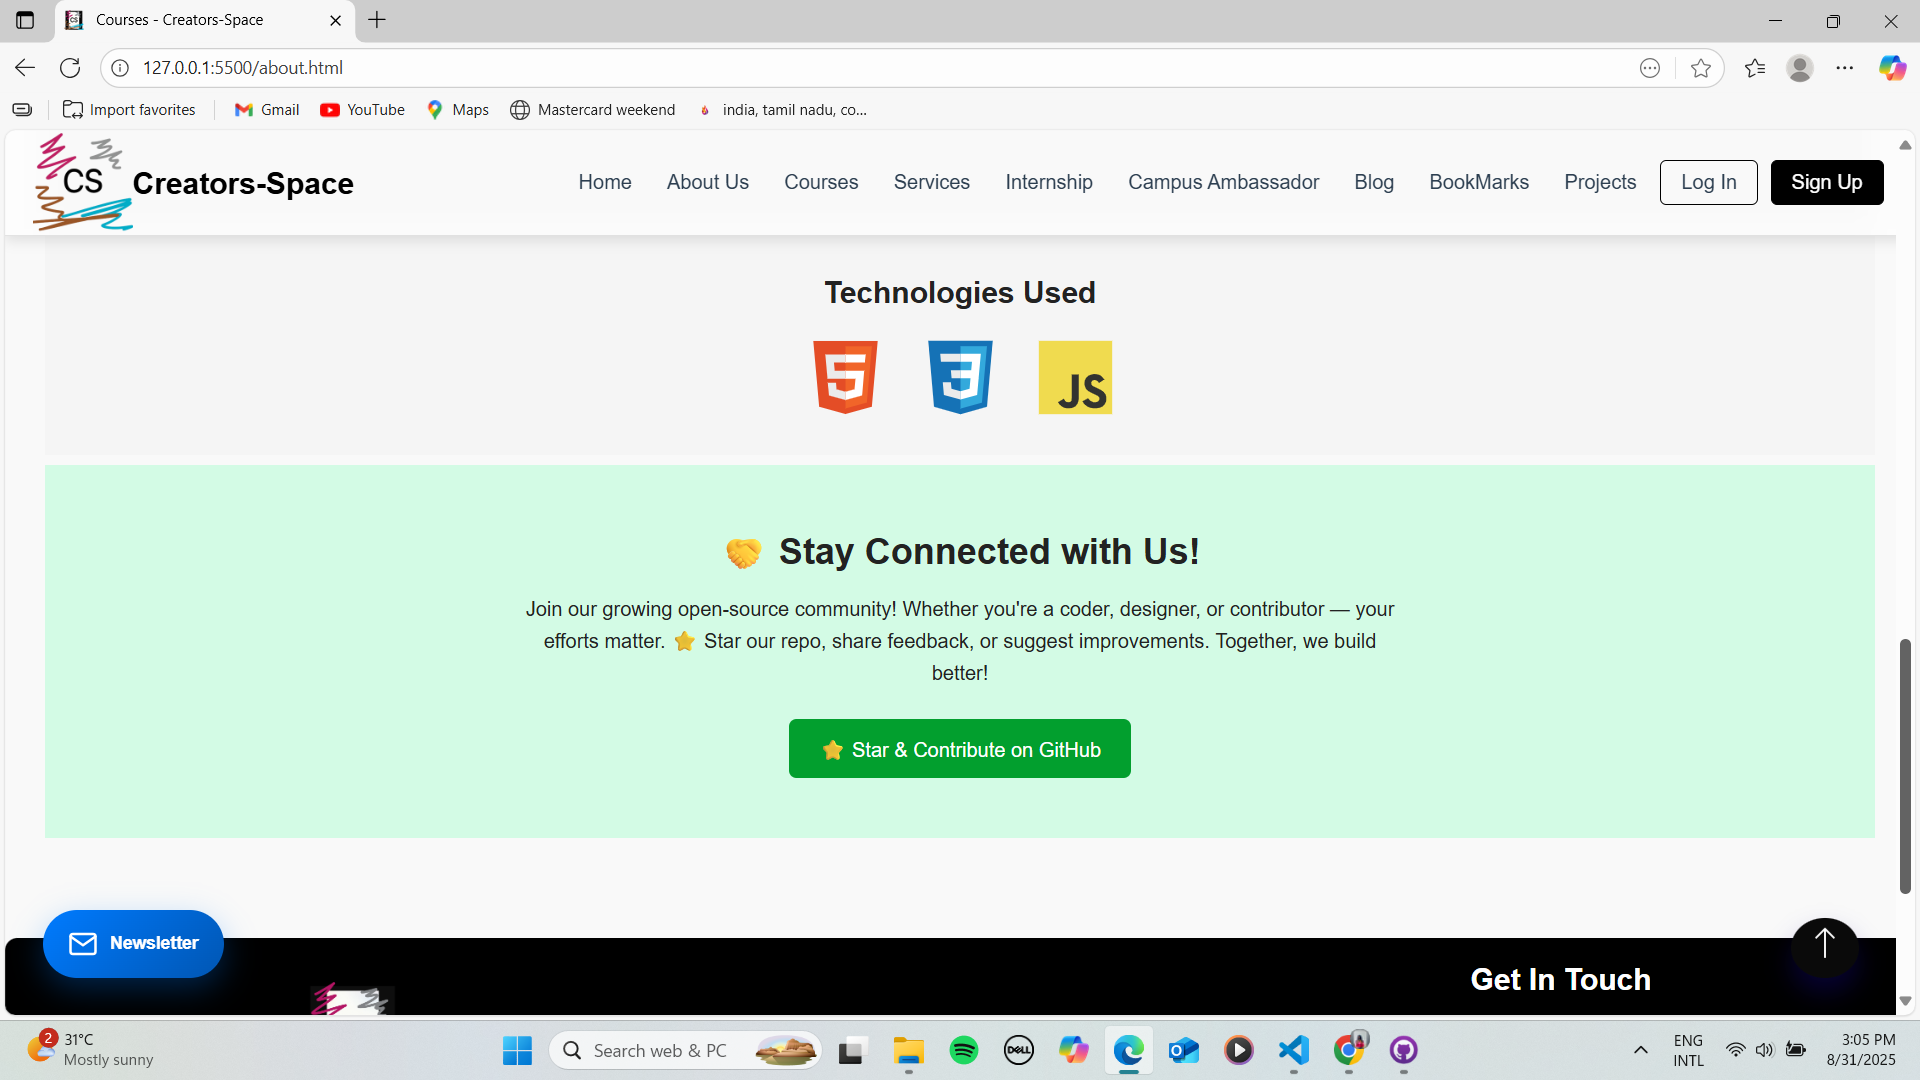 Courses - Creators-Space
127.0.0.1:5500/about.html
Import favorites
Gmail
YouTube
Maps
Mastercard weekend
india, tamil nadu, co...
CS
Creators-Space
Home
About Us
Courses
Services
Internship
Campus Ambassador
Blog
BookMarks
Projects
Log In
Sign Up
Technologies Used
5
3
JS
Stay Connected with Us!
Join our growing open-source community! Whether you're a coder, designer, or contributor — your
efforts matter. ⭐ Star our repo, share feedback, or suggest improvements. Together, we build
better!
⭐ Star & Contribute on GitHub
Newsletter
Get In Touch
2
31°C
Mostly sunny
Search web & PC
DELL
ENG
INTL
3:05 PM
8/31/2025